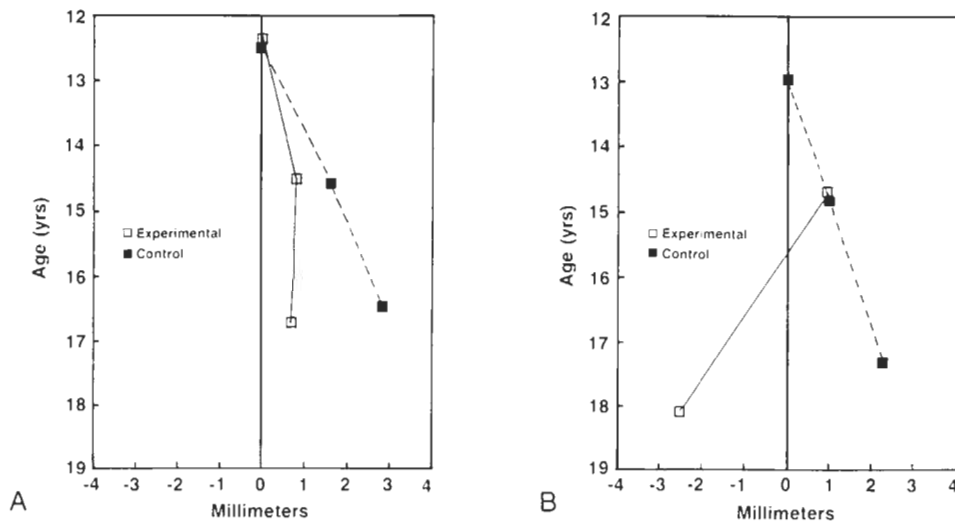 12
13
14
15
16
17
18
19
Age (yrs)
Experimental
Control
-4 -3 -2 -1 0 1 2 3 4
Millimeters
A
12
13
14
15
16
17
18
19
Age (yrs)
Experimental
Control
-4 -3 -2 -1 0 1 2 3 4
Millimeters
B